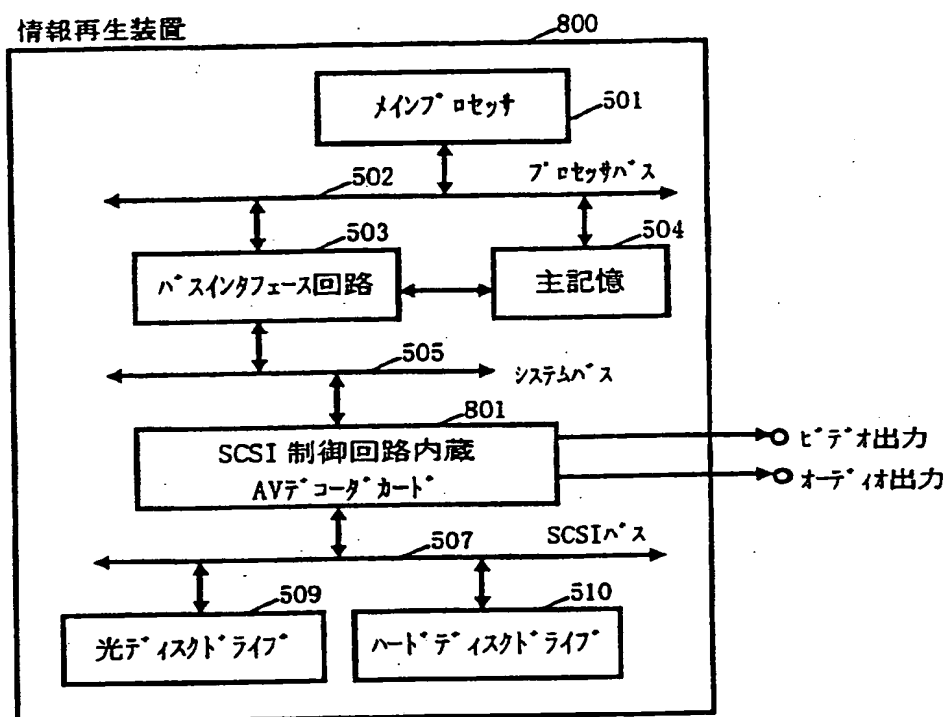 情報再生装置
800
メインプロセッサ
501
502
プロセッサバス
503
504
バスインタフェース回路
主記憶
505
システムバス
801
SCSI 制御回路内蔵
AVデコーダカード
ビデオ出力
オーディオ出力
507
SCSIバス
509
510
光ディスクドライブ
ハードディスクドライブ